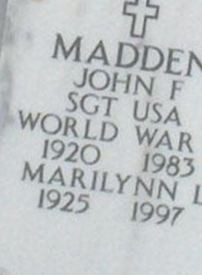 MADDEN
JOHN F
SGT USA
WORLD WAR
1920 1983
MARILYNN L
1925 1997